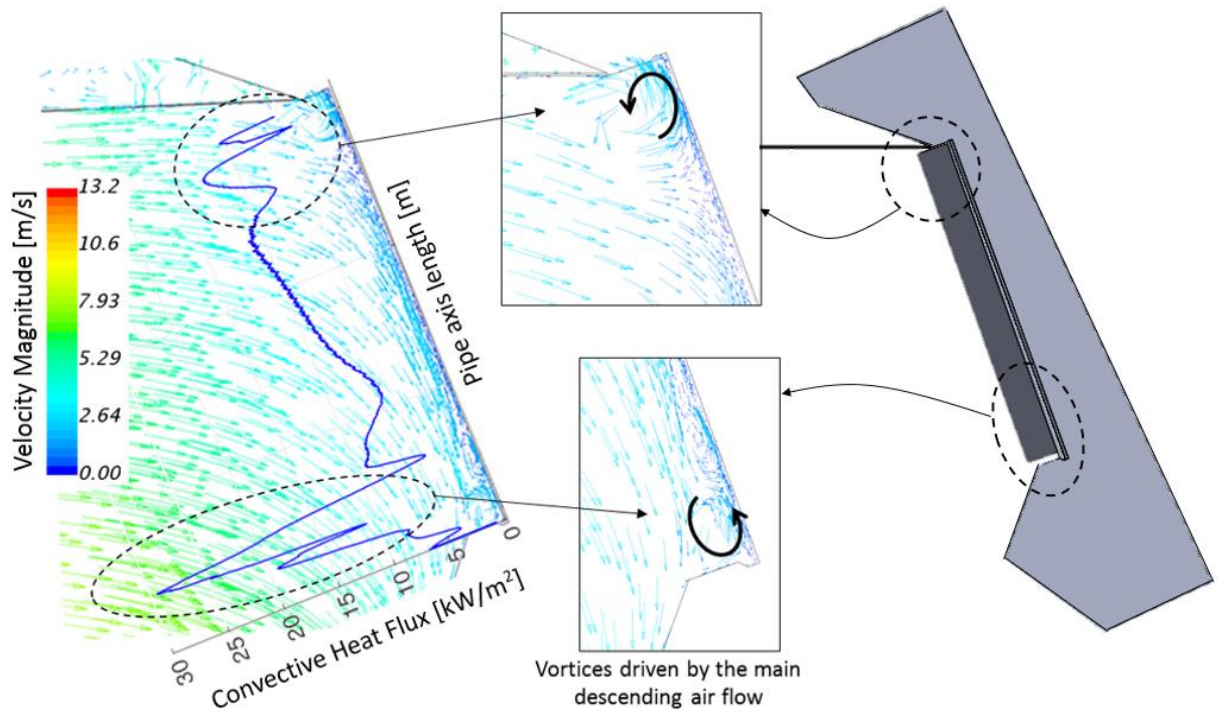 Velocity Magnitude [m/s]
13.2
10.6
7.93
5.29
2.64
0.00
Pipe axis length [m]
0
5
10
15
20
25
30
Convective Heat Flux [kW/m²]
Vortices driven by the main
descending air flow